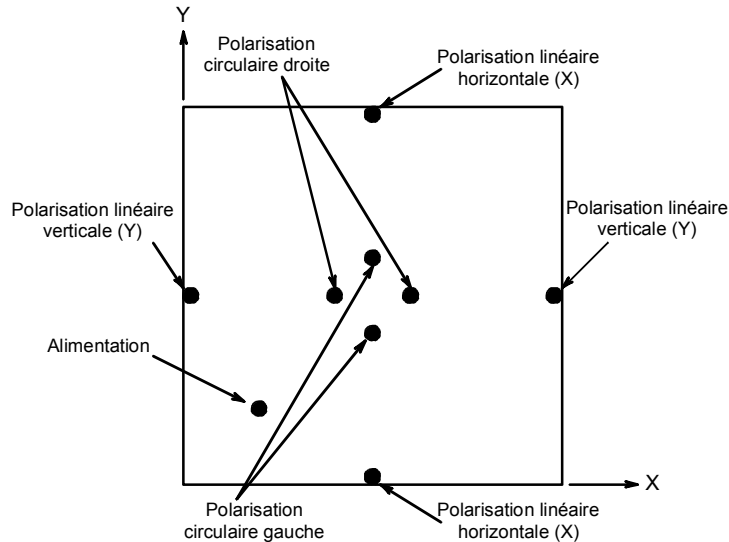 Y
Polarisation
circulaire droite
Polarisation linéaire
horizontale (X)
Polarisation linéaire
verticale (Y)
Polarisation linéaire
verticale (Y)
Alimentation
X
Polarisation
circulaire gauche
Polarisation linéaire
horizontale (X)